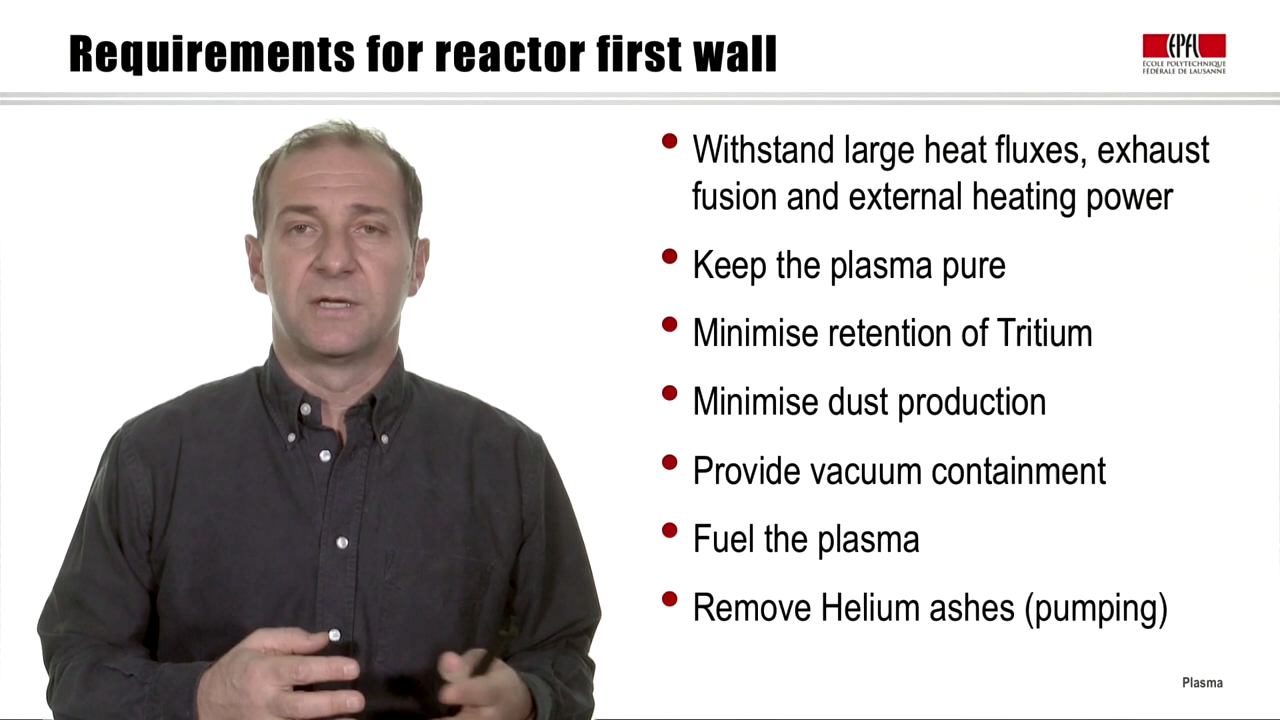 Requirements for reactor first wall
EPFL
ÉCOLE POLYTECHNIQUE
FÉDÉRALE DE LAUSANNE
• Withstand large heat fluxes, exhaust
fusion and external heating power
• Keep the plasma pure
• Minimise retention of Tritium
• Minimise dust production
• Provide vacuum containment
• Fuel the plasma
• Remove Helium ashes (pumping)
Plasma